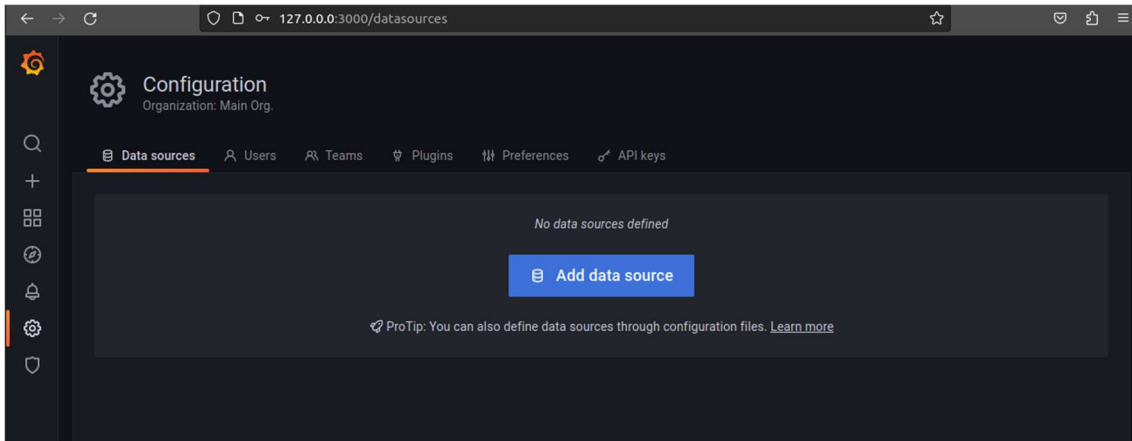 127.0.0.0:3000/datasources
Configuration
Organization: Main Org.
Data sources Users Teams Plugins Preferences API keys
No data sources defined
Add data source
ProTip: You can also define data sources through configuration files. Learn more